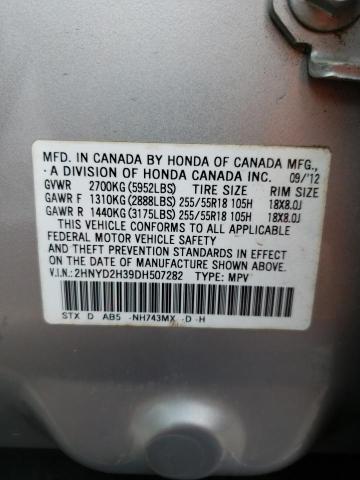 MFD. IN CANADA BY HONDA OF CANADA MFG.,
A DIVISION OF HONDA CANADA INC. 09/'12
GVWR 2700KG (5952LBS) TIRE SIZE RIM SIZE
GAWR F 1310KG (2888LBS) 255/55R18 105H 18X8.0J
GAWR R 1440KG (3175LBS) 255/55R18 105H 18X8.0J
THIS VEHICLE CONFORMS TO ALL APPLICABLE
FEDERAL MOTOR VEHICLE SAFETY
AND THEFT PREVENTION STANDARDS IN EFFECT
ON THE DATE OF MANUFACTURE SHOWN ABOVE.
V.I.N.: 2HNYD2H39DH507282 TYPE: MPV
STX D AB5 -NH743MX -D -H